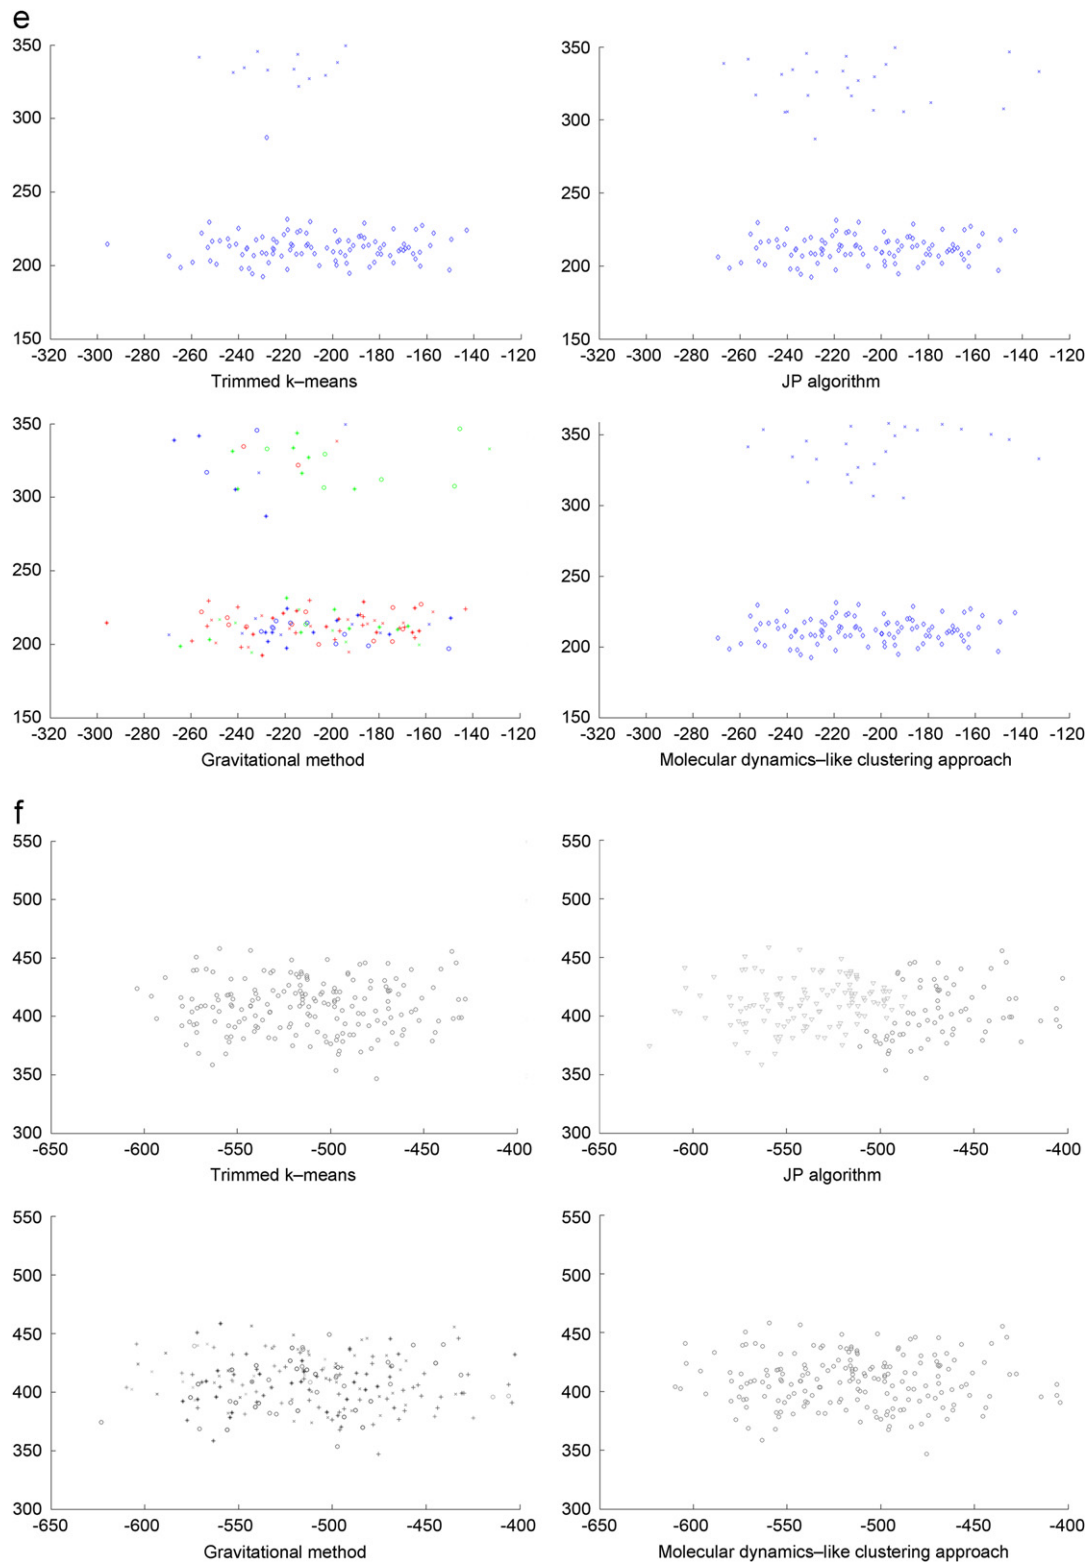 e
350 350
300 300
250 250
200 200
150 150
-320 -300 -280 -260 -240 -220 -200 -180 -160 -140 -120 -320 -300 -280 -260 -240 -220 -200 -180 -160 -140 -120
Trimmed k–means JP algorithm
350 350
300 300
250 250
200 200
150 150
-320 -300 -280 -260 -240 -220 -200 -180 -160 -140 -120 -320 -300 -280 -260 -240 -220 -200 -180 -160 -140 -120
Gravitational method Molecular dynamics–like clustering approach
f
550 550
500 500
450 450
400 400
350 350
300 300
-650 -600 -550 -500 -450 -400 -650 -600 -550 -500 -450 -400
Trimmed k–means JP algorithm
550 550
500 500
450 450
400 400
350 350
300 300
-650 -600 -550 -500 -450 -400 -650 -600 -550 -500 -450 -400
Gravitational method Molecular dynamics–like clustering approach